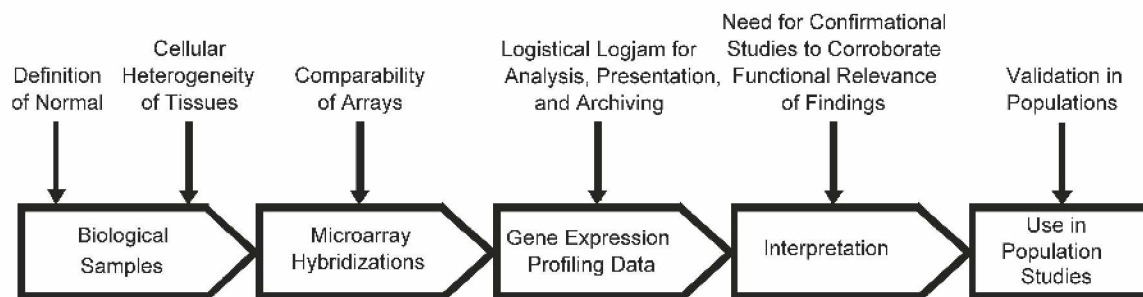 Definition
of Normal
Cellular
Heterogeneity
of Tissues
Comparability
of Arrays
Logistical Logjam for
Analysis, Presentation,
and Archiving
Need for Confirmational
Studies to Corroborate
Functional Relevance
of Findings
Validation in
Populations
Biological
Samples
Microarray
Hybridizations
Gene Expression
Profiling Data
Interpretation
Use in
Population
Studies